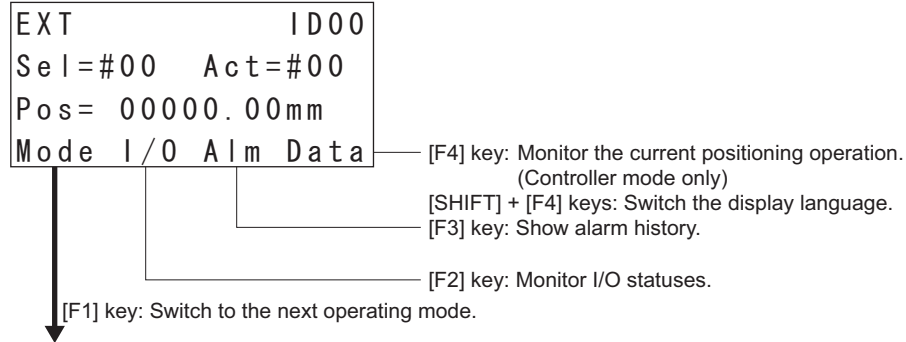 EXT ID00
Sel=#00 Act=#00
Pos= 00000.00mm
Mode I/O Alm Data
[F4] key: Monitor the current positioning operation.
(Controller mode only)
[SHIFT] + [F4] keys: Switch the display language.
[F3] key: Show alarm history.
[F2] key: Monitor I/O statuses.
[F1] key: Switch to the next operating mode.